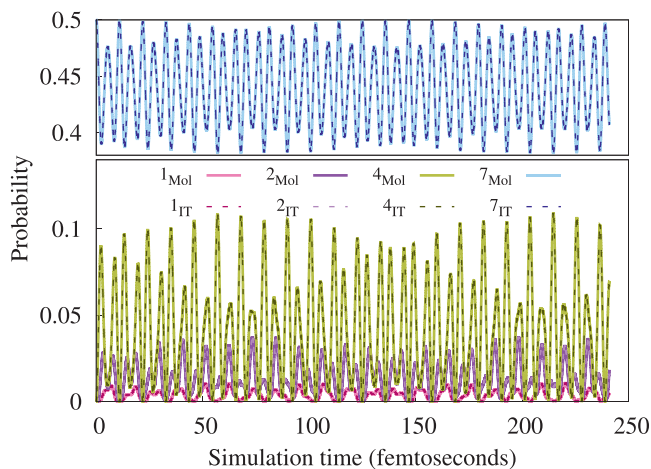 0.5
0.45
0.4
Probability
1Mol 2Mol 4Mol 7Mol
1IT 2IT 4IT 7IT
0.1
0.05
0
0 50 100 150 200 250
Simulation time (femtoseconds)